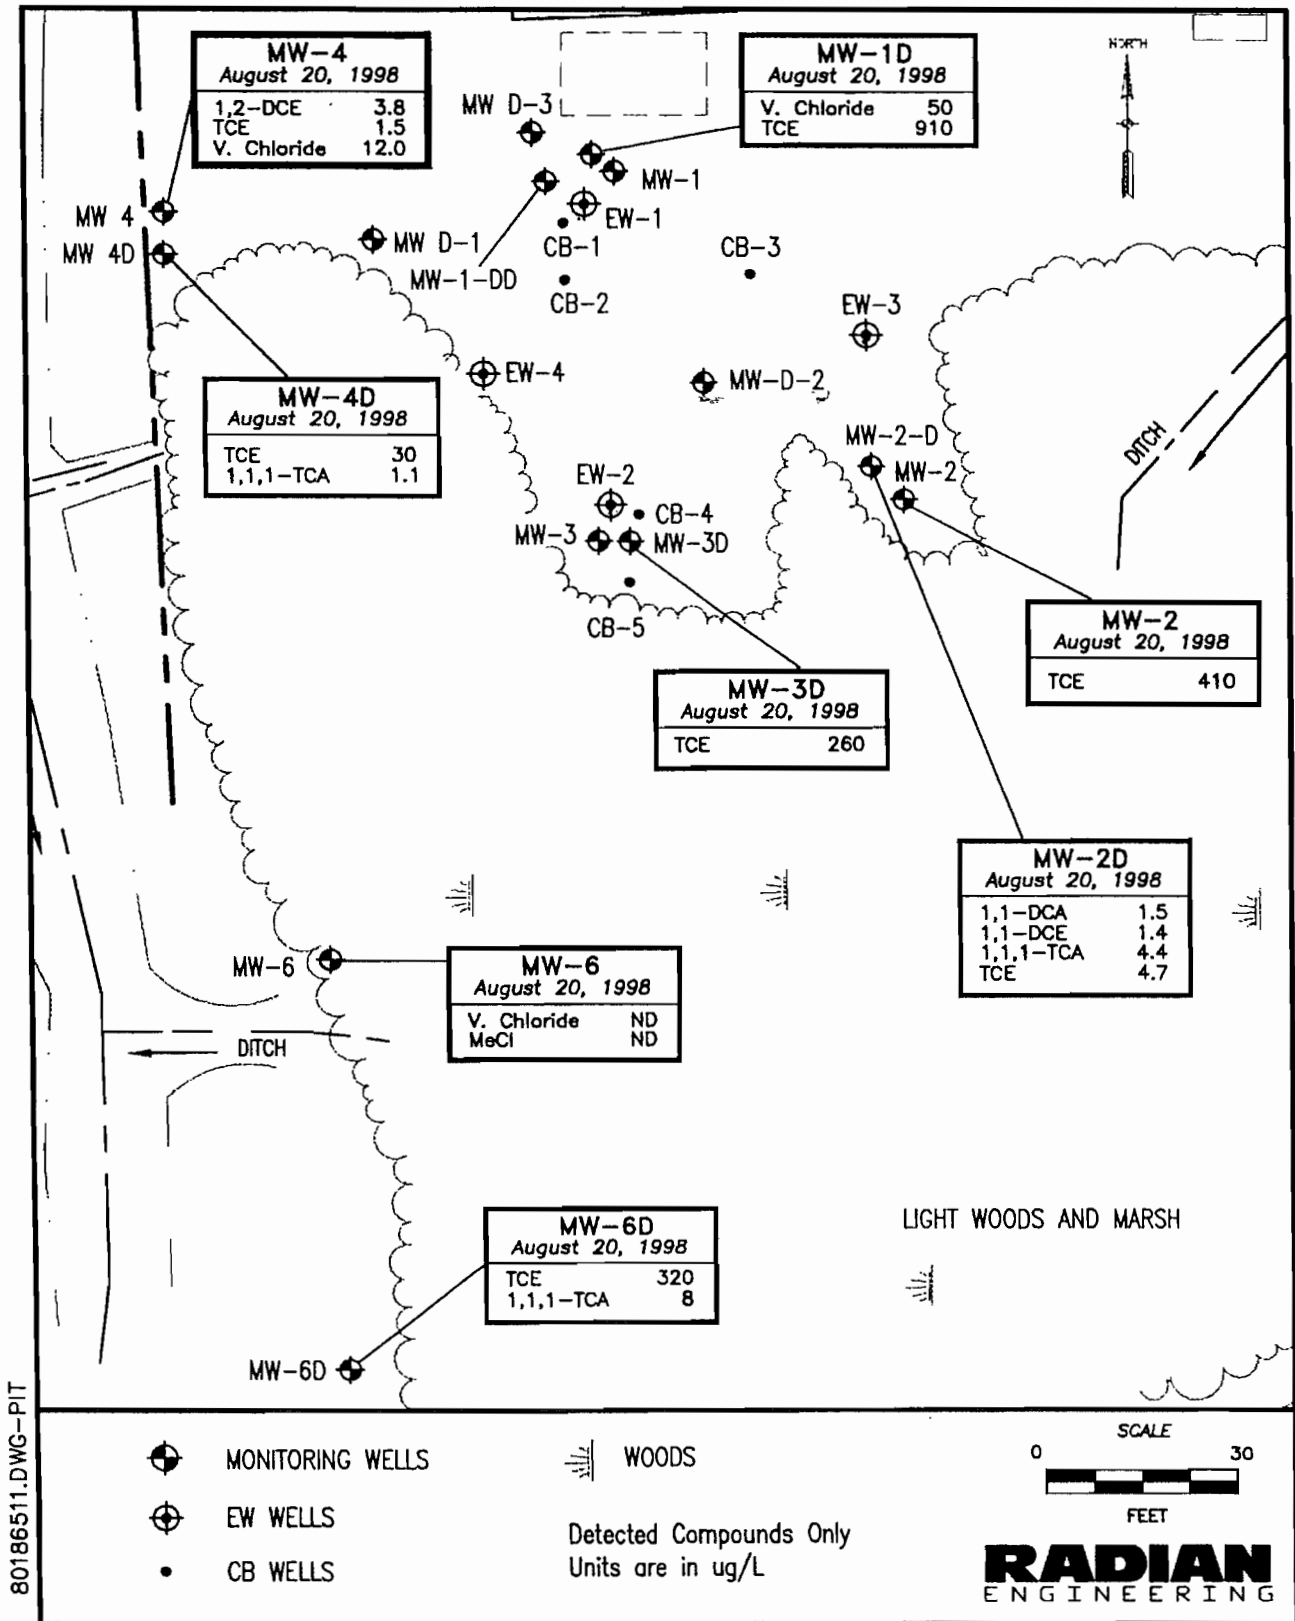 MW-4
August 20, 1998
1,2-DCE 3.8
TCE 1.5
V. Chloride 12.0
MW-1D
August 20, 1998
V. Chloride 50
TCE 910
NORTH
MW D-3
MW-1
MW 4
EW-1
MW 4D
MW D-1
CB-1
CB-3
MW-1-DD
CB-2
EW-3
EW-4
MW-D-2
MW-4D
August 20, 1998
TCE 30
1,1,1-TCA 1.1
DITCH
MW-2-D
MW-2
EW-2
CB-4
MW-3
MW-3D
CB-5
MW-2
August 20, 1998
TCE 410
MW-3D
August 20, 1998
TCE 260
MW-2D
August 20, 1998
1,1-DCA 1.5
1,1-DCE 1.4
1,1,1-TCA 4.4
TCE 4.7
MW-6
MW-6
August 20, 1998
V. Chloride ND
MeCl ND
DITCH
LIGHT WOODS AND MARSH
MW-6D
August 20, 1998
TCE 320
1,1,1-TCA 8
MW-6D
80186511.DWG-PIT
MONITORING WELLS
EW WELLS
CB WELLS
WOODS
Detected Compounds Only
Units are in ug/L
SCALE
0 30
FEET
RADIAN
ENGINEERING